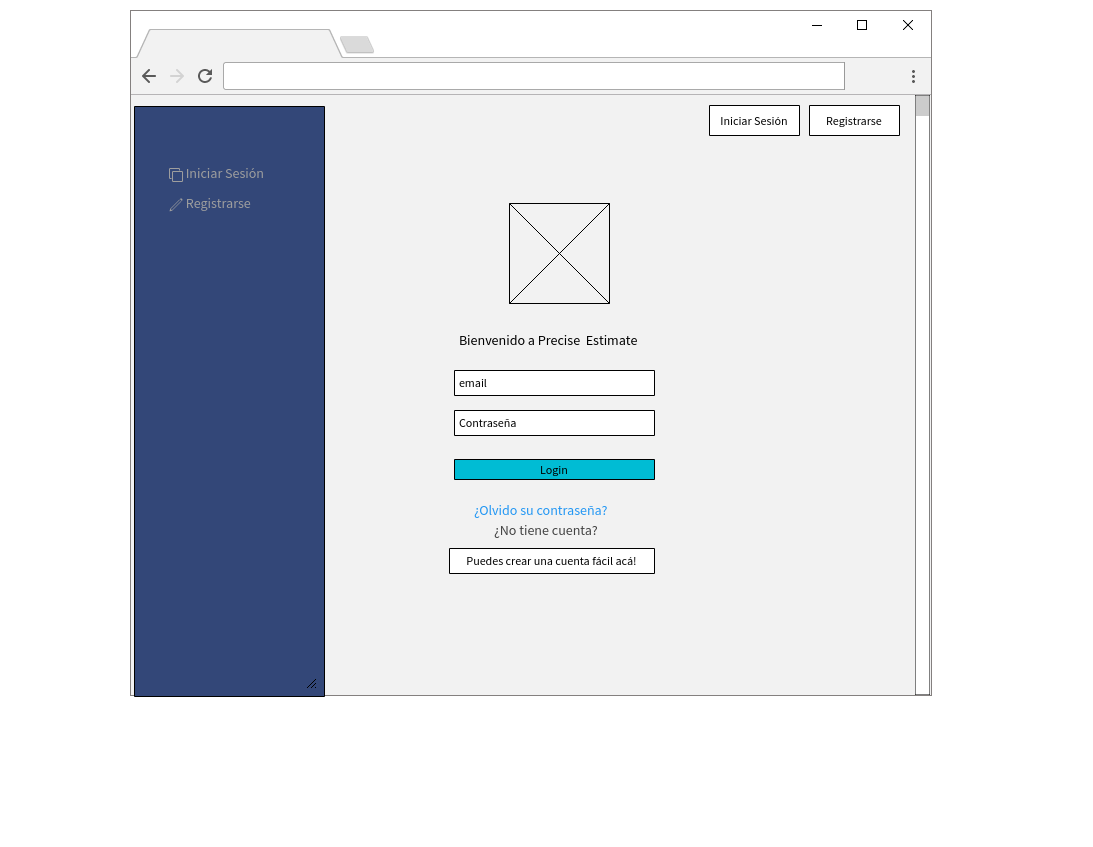 Iniciar Sesión
Registrarse
Iniciar Sesión
Registrarse
Bienvenido a Precise  Estimate
email
Contraseña
Login
¿Olvido su contraseña?
¿No tiene cuenta?
Puedes crear una cuenta fácil acá!